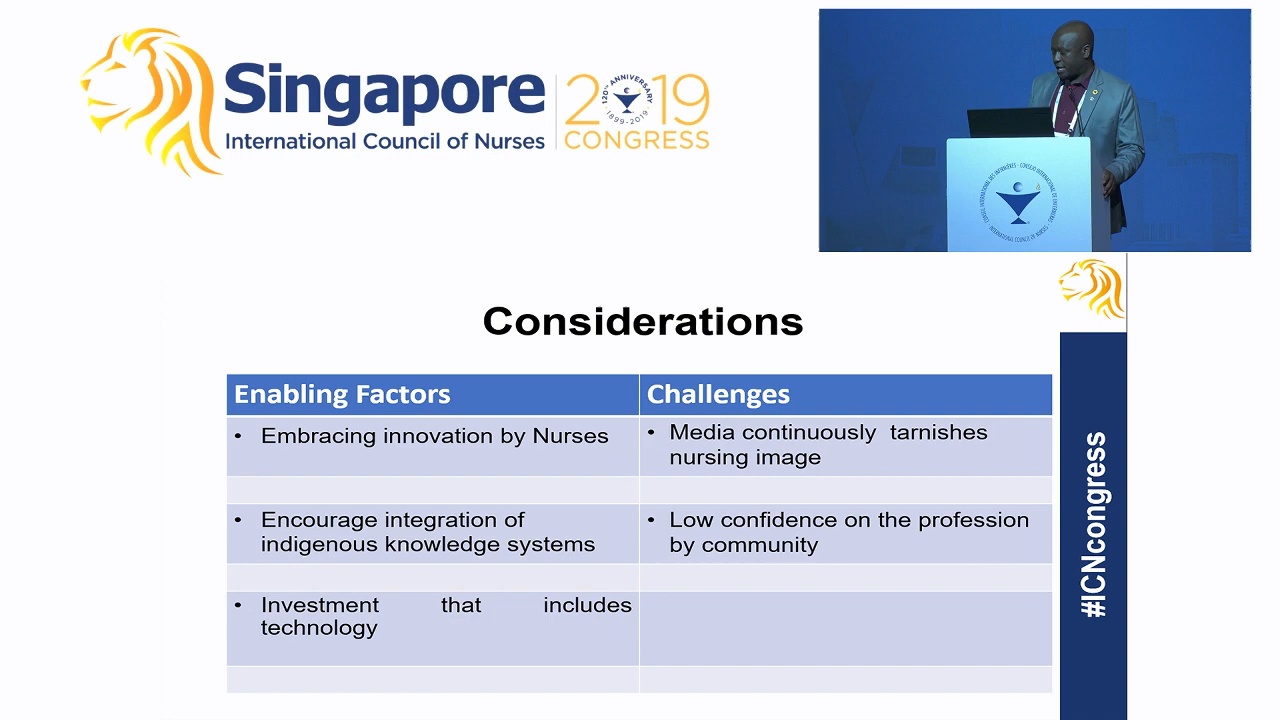 Singapore
International Council of Nurses
2019
120TH ANNIVERSARY
1899-2019
CONGRESS
Considerations
Enabling Factors
Challenges
• Embracing innovation by Nurses
• Media continuously tarnishes
nursing image
• Encourage integration of
indigenous knowledge systems
• Low confidence on the profession
by community
• Investment that includes
technology
#ICNcongress